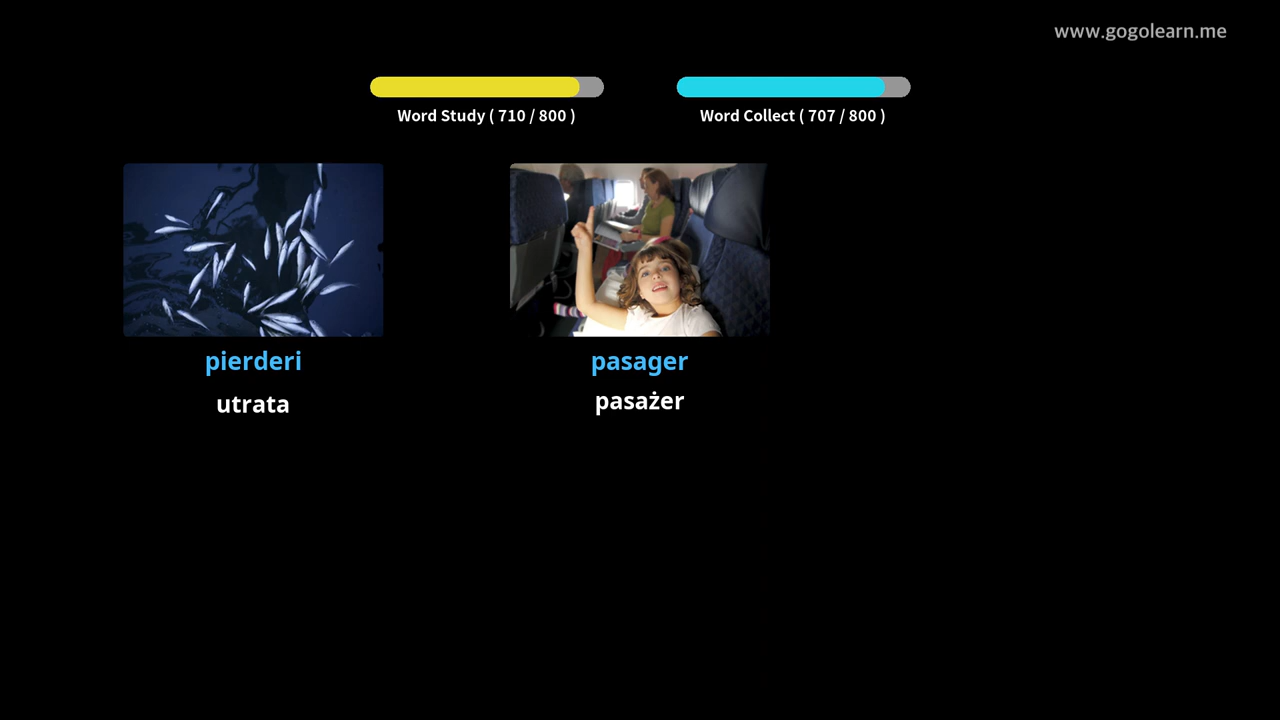 www.gogolearn.me
Word Study ( 710 / 800 )
Word Collect ( 707 / 800 )
pierderi
utrata
pasager
pasażer